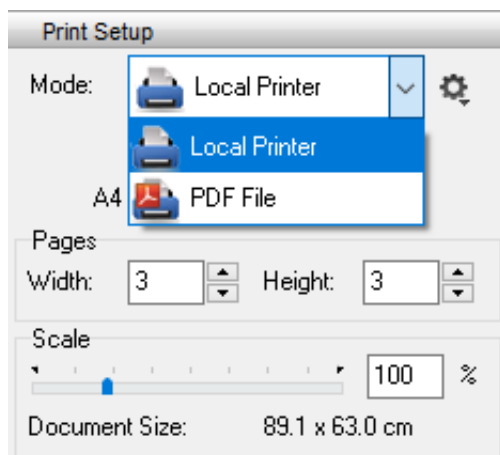 Print Setup
Mode: Local Printer
Local Printer
A4 PDF File
Pages
Width: 3 Height: 3
Scale
100 %
Document Size: 89.1 x 63.0 cm